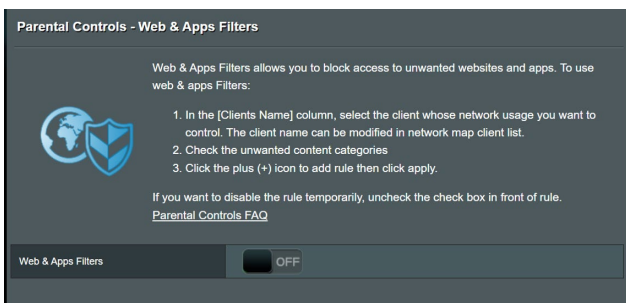 Parental Controls - Web & Apps Filters
Web & Apps Filters allows you to block access to unwanted websites and apps. To use
web & apps Filters:
1. In the [Clients Name] column, select the client whose network usage you want to
control. The client name can be modified in network map client list.
2. Check the unwanted content categories
3. Click the plus (+) icon to add rule then click apply.
If you want to disable the rule temporarily, uncheck the check box in front of rule.
Parental Controls FAQ
Web & Apps Filters
OFF